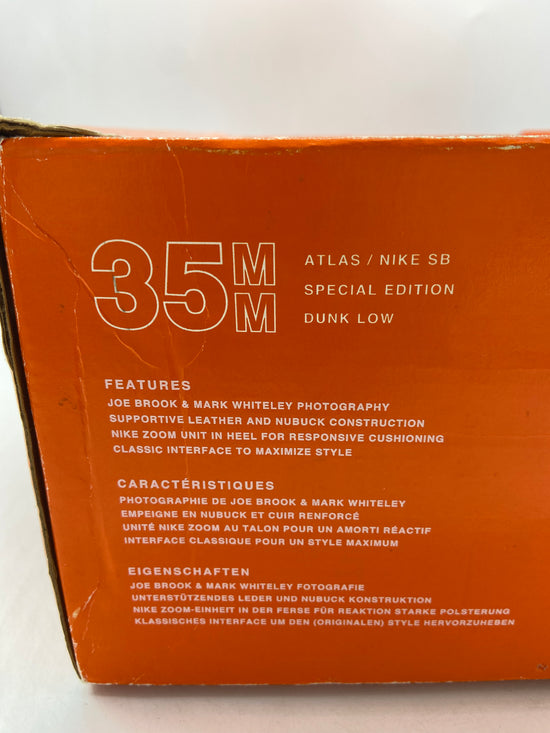 35MM
ATLAS / NIKE SB
SPECIAL EDITION
DUNK LOW
FEATURES
JOE BROOK & MARK WHITELEY PHOTOGRAPHY
SUPPORTIVE LEATHER AND NUBUCK CONSTRUCTION
NIKE ZOOM UNIT IN HEEL FOR RESPONSIVE CUSHIONING
CLASSIC INTERFACE TO MAXIMIZE STYLE
CARACTÉRISTIQUES
PHOTOGRAPHIE DE JOE BROOK & MARK WHITELEY
EMPEIGNE EN NUBUCK ET CUIR RENFORCÉ
UNITÉ NIKE ZOOM AU TALON POUR UN AMORTI RÉACTIF
INTERFACE CLASSIQUE POUR UN STYLE MAXIMUM
EIGENSCHAFTEN
JOE BROOK & MARK WHITELEY FOTOGRAFIE
UNTERSTÜTZENDES LEDER UND NUBUCK KONSTRUKTION
NIKE ZOOM-EINHEIT IN DER FERSE FÜR REAKTION STARKE POLSTERUNG
KLASSISCHES INTERFACE UM DEN (ORIGINALEN) STYLE HERVORZUHEBEN